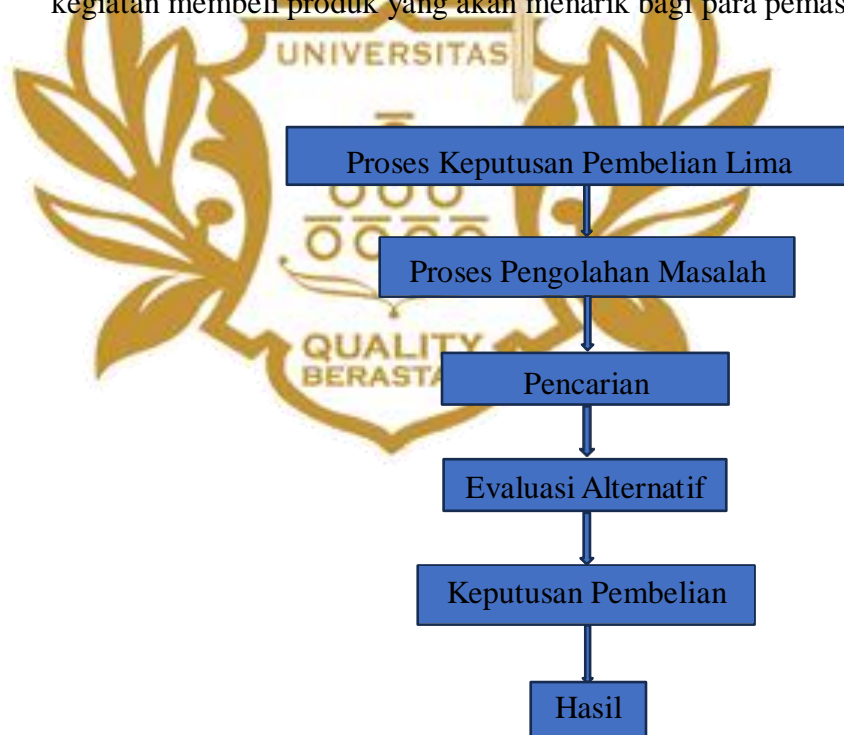 kegiatan membeli produk yang akan menarik bagi para pemas
UNIVERSITAS
Proses Keputusan Pembelian Lima
Proses Pengolahan Masalah
QUALITY
BERASTA
Pencarian
Evaluasi Alternatif
Keputusan Pembelian
Hasil